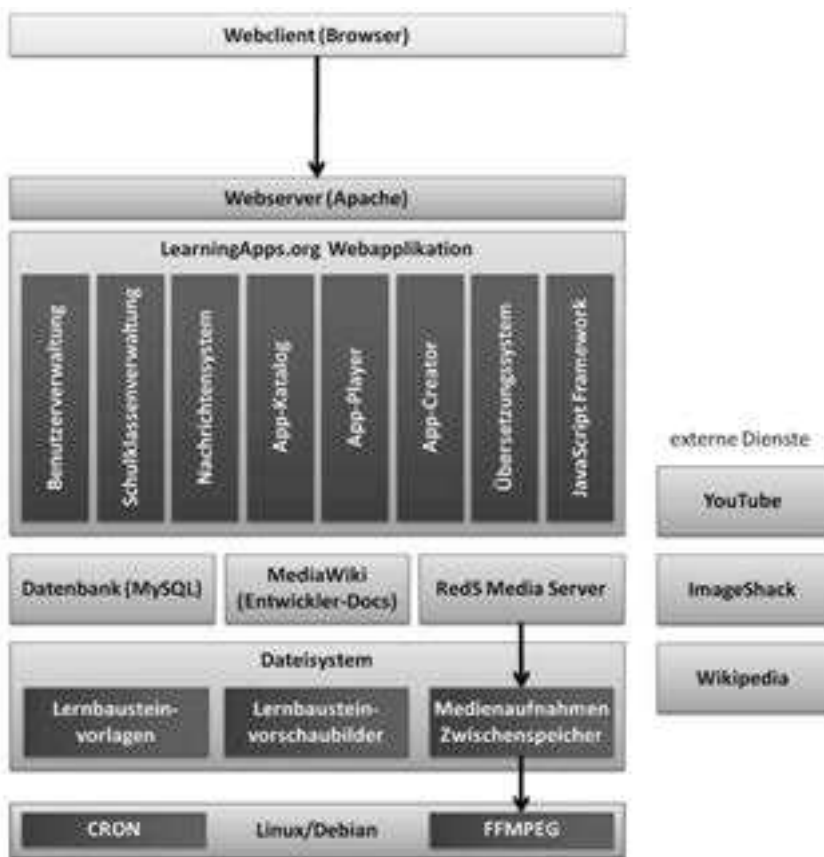 Webclient (Browser)
Webserver (Apache)
LearningApps.org Webapplikation
Benutzerverwaltung
Schulklassenverwaltung
Nachrichtensystem
App-Katalog
App-Player
App-Creator
Übersetzungssystem
JavaScript Framework
externe Dienste
YouTube
ImageShack
Wikipedia
Datenbank (MySQL)
MediaWiki
(Entwickler-Docs)
Red5 Media Server
Dateisystem
Lernbaustein-
vorlagen
Lernbaustein-
vorschaubilder
Medienaufnahmen
Zwischenspeicher
CRON
Linux/Debian
FFMPEG